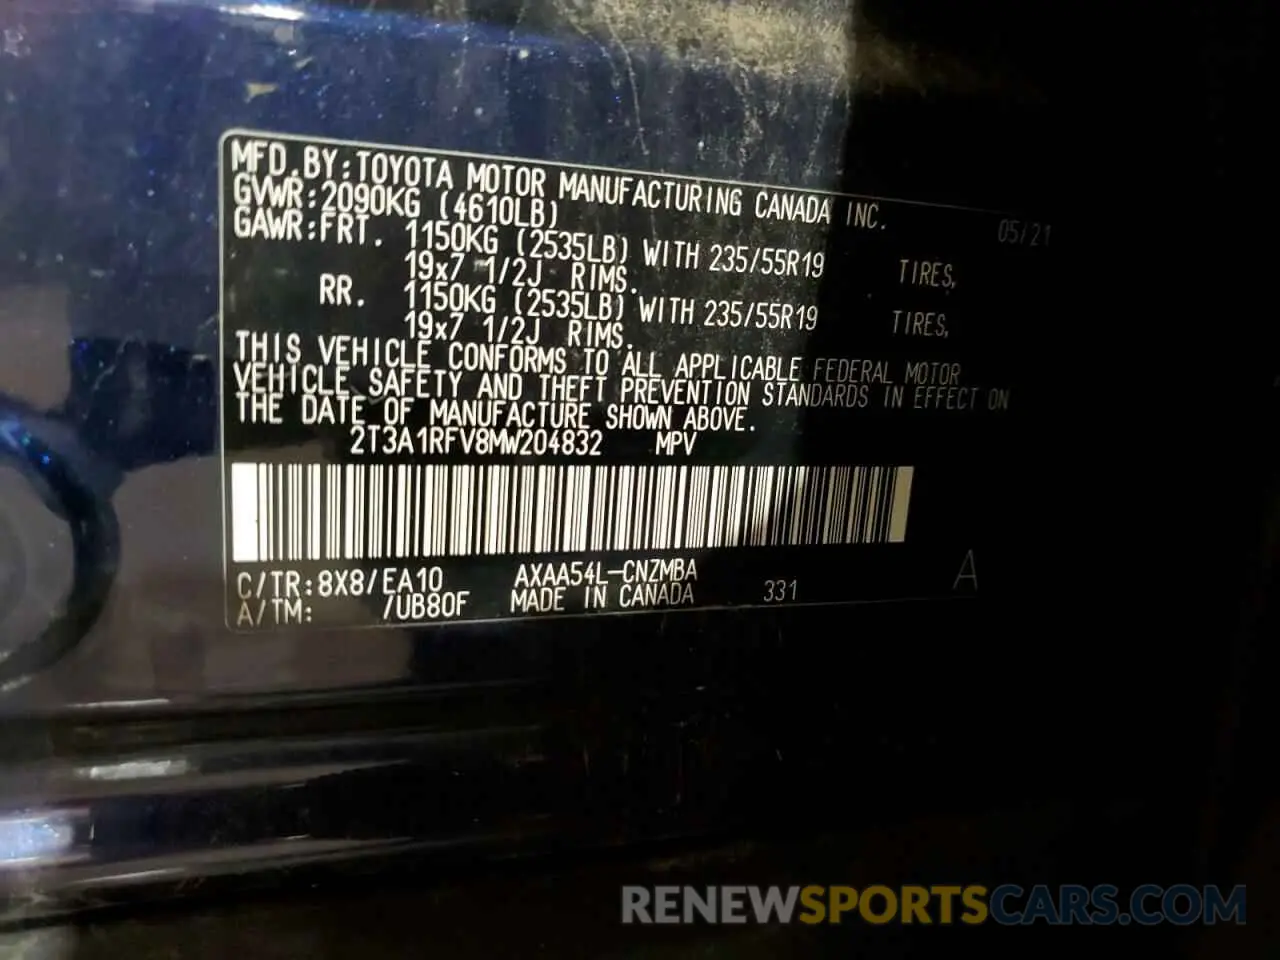 MFD.BY:TOYOTA MOTOR MANUFACTURING CANADA INC. 05/21
GVWR:2090KG (4610LB)
GAWR:FRT. 1150KG (2535LB) WITH 235/55R19 TIRES,
19x7 1/2J RIMS.
RR. 1150KG (2535LB) WITH 235/55R19 TIRES,
19x7 1/2J RIMS.
THIS VEHICLE CONFORMS TO ALL APPLICABLE FEDERAL MOTOR
VEHICLE SAFETY AND THEFT PREVENTION STANDARDS IN EFFECT ON
THE DATE OF MANUFACTURE SHOWN ABOVE.
2T3A1RFV8MW204832 MPV
C/TR:8X8/EA10 AXAA54L-CNZMBA 331 A
A/TM: /UB80F MADE IN CANADA
RENEWSPORTSCARS.COM